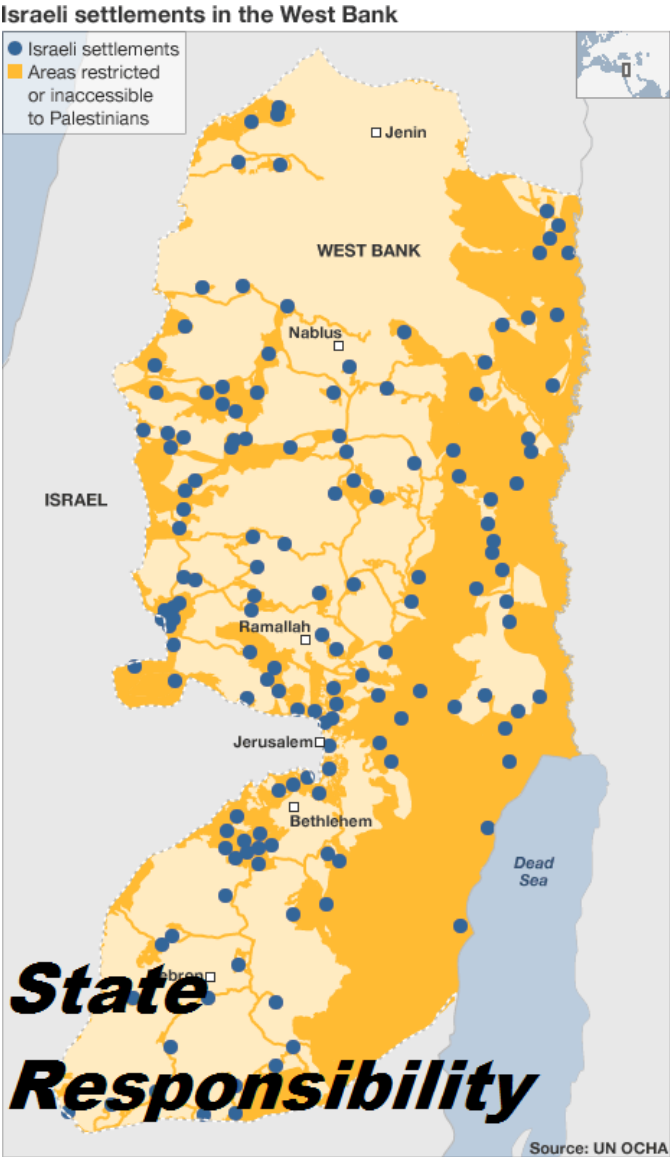 Israeli settlements in the West Bank
Israeli settlements
Areas restricted
or inaccessible
to Palestinians
Jenin
WEST BANK
Nablus
ISRAEL
Ramallah
Jerusalem
Bethlehem
Dead
Sea
State
Responsibility
Source: UN OCHA